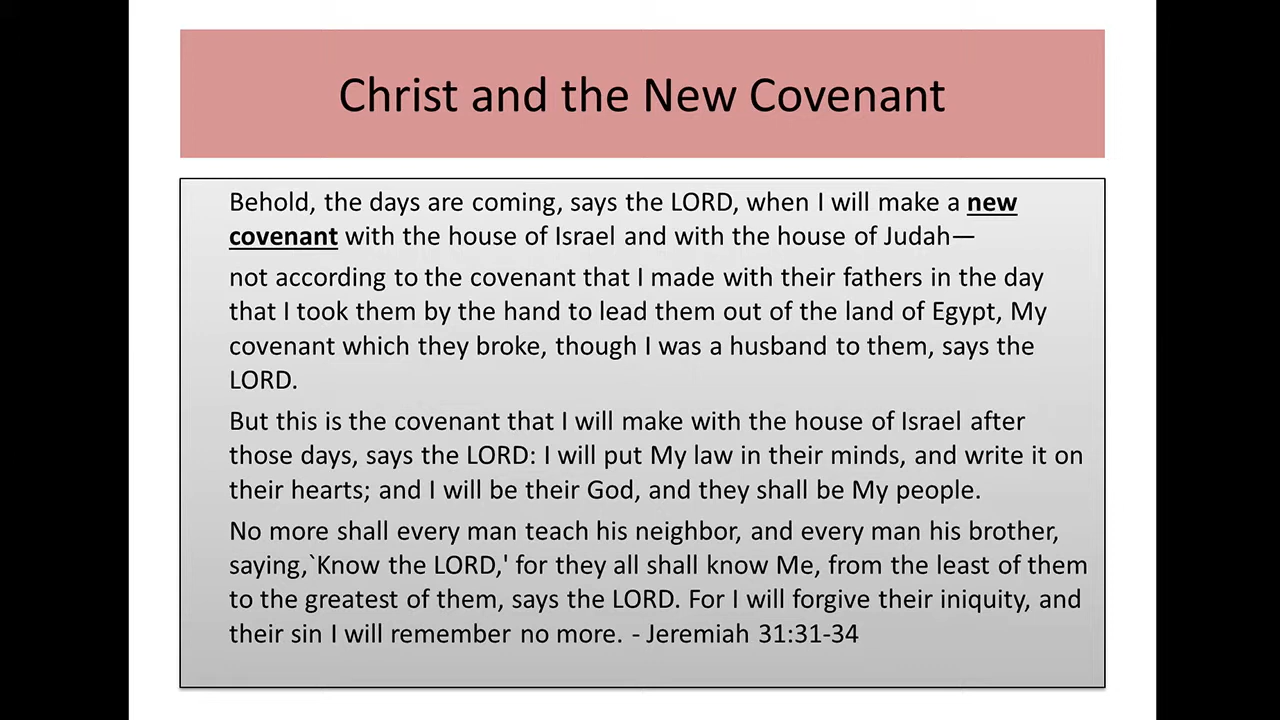 Christ and the New Covenant
Behold, the days are coming, says the LORD, when I will make a new
covenant with the house of Israel and with the house of Judah—
not according to the covenant that I made with their fathers in the day
that I took them by the hand to lead them out of the land of Egypt, My
covenant which they broke, though I was a husband to them, says the
LORD.
But this is the covenant that I will make with the house of Israel after
those days, says the LORD: I will put My law in their minds, and write it on
their hearts; and I will be their God, and they shall be My people.
No more shall every man teach his neighbor, and every man his brother,
saying,`Know the LORD,' for they all shall know Me, from the least of them
to the greatest of them, says the LORD. For I will forgive their iniquity, and
their sin I will remember no more. - Jeremiah 31:31-34